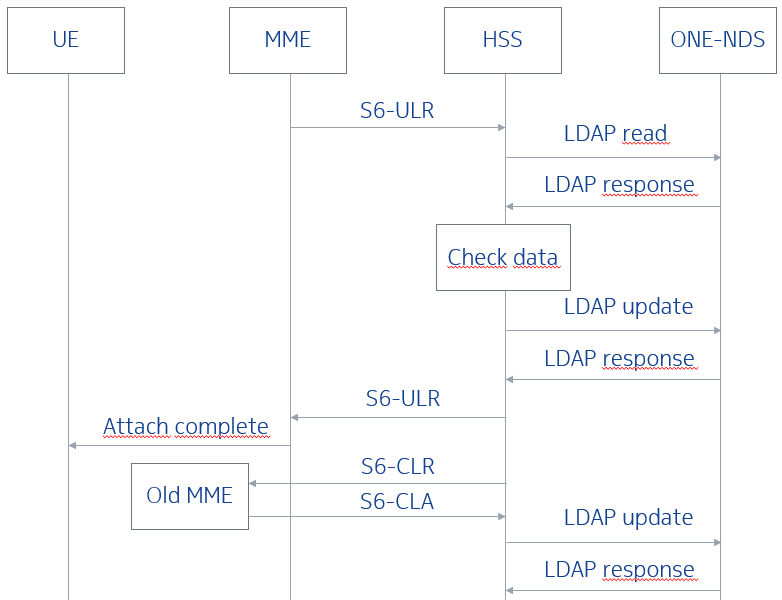 UE
MME
HSS
ONE-NDS
S6-ULR
LDAP read
LDAP response
Check data
LDAP update
LDAP response
S6-ULR
Attach complete
S6-CLR
Old MME
S6-CLA
LDAP update
LDAP response